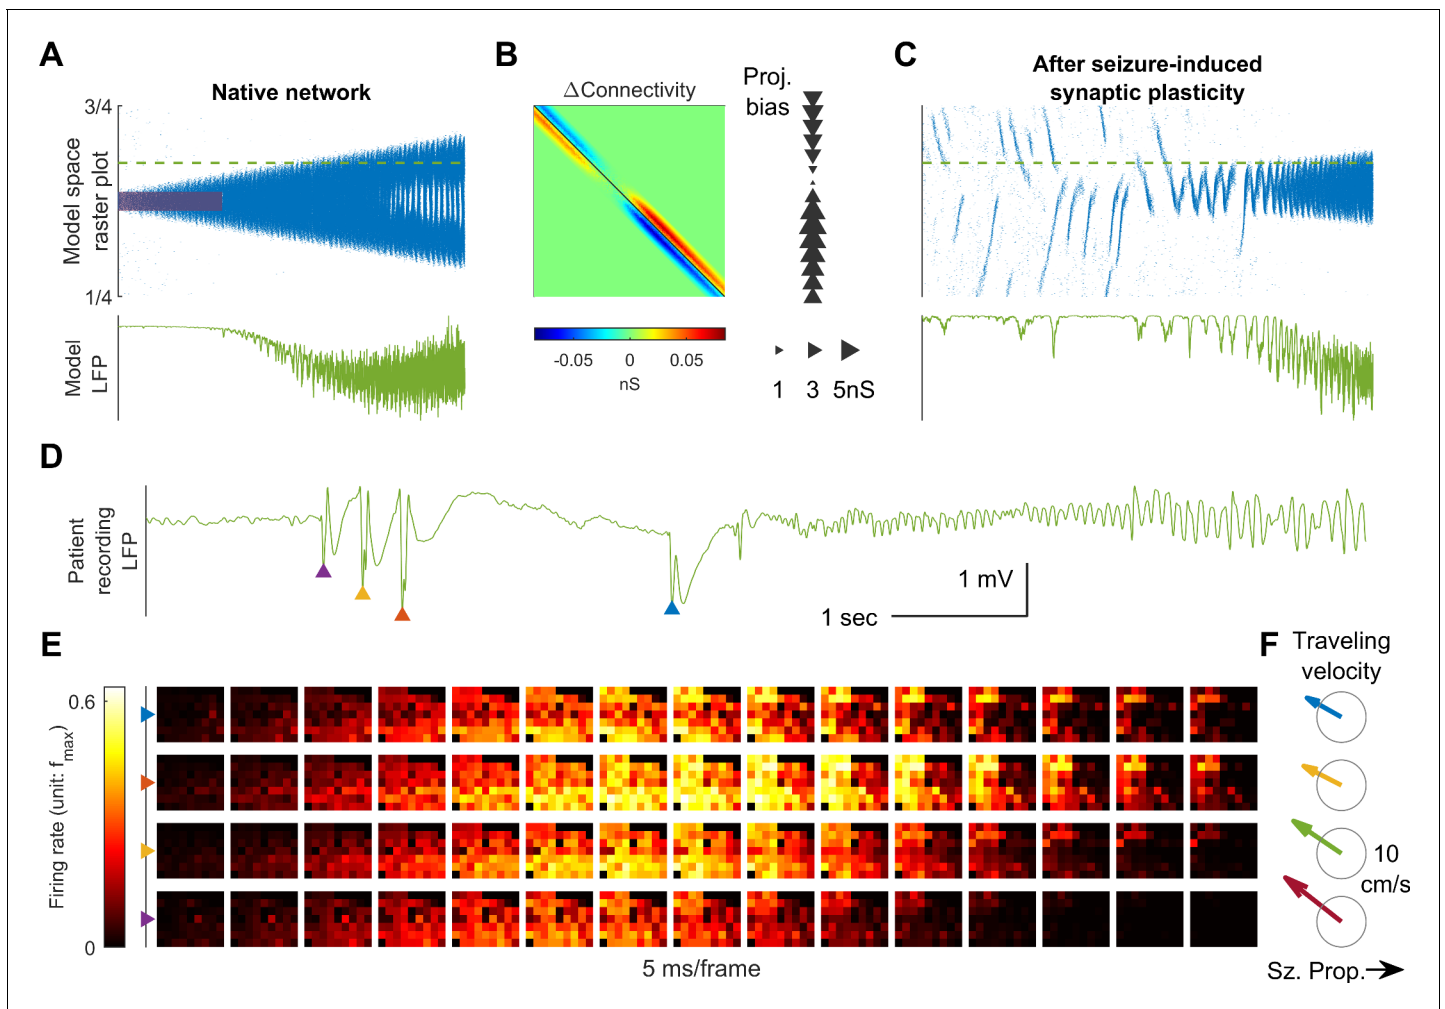 A
Native network
3/4
1/4
Model space
raster plot
Model
LFP
B
ΔConnectivity
Proj.
bias
-0.05 0 0.05
nS
1 3 5nS
C
After seizure-induced
synaptic plasticity
D
Patient
recording
LFP
1 mV
1 sec
E
0.6
0
Firing rate (unit: fmax)
5 ms/frame
F
Traveling
velocity
10
cm/s
Sz. Prop.